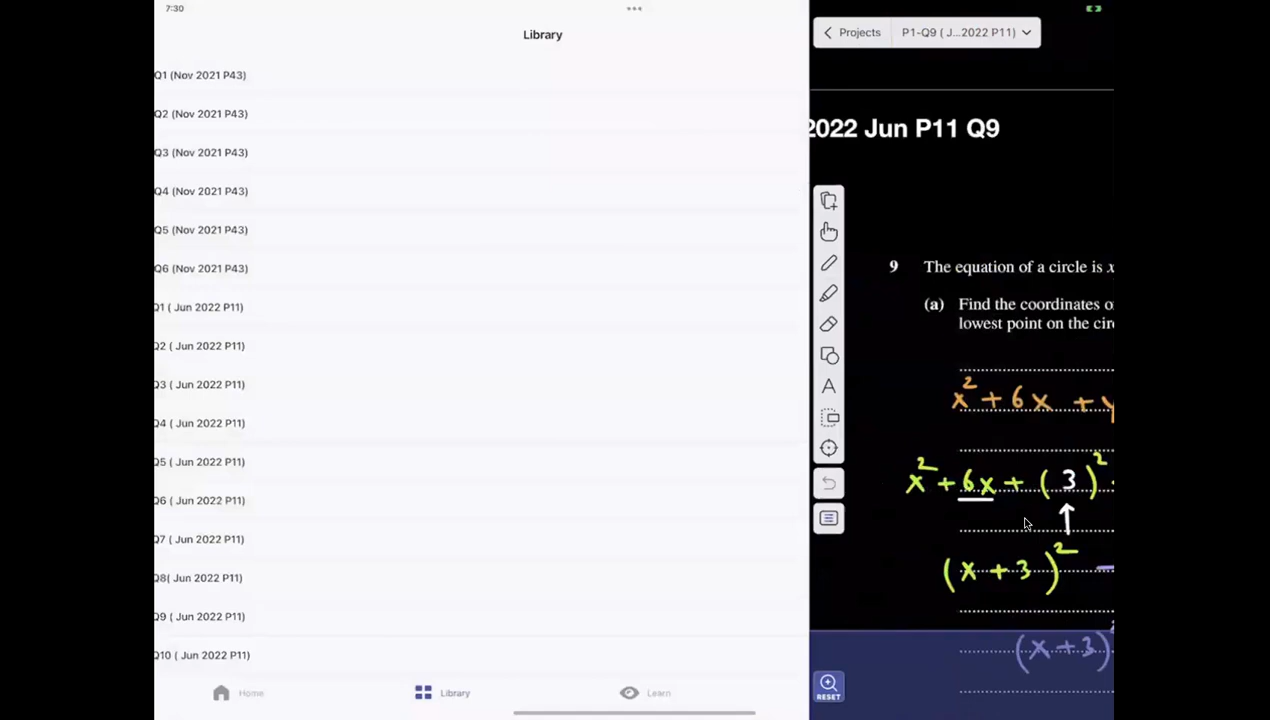 7:30
Library
Q1 (Nov 2021 P43)
Q2 (Nov 2021 P43)
Q3 (Nov 2021 P43)
Q4 (Nov 2021 P43)
Q5 (Nov 2021 P43)
Q6 (Nov 2021 P43)
Q1 ( Jun 2022 P11)
Q2 ( Jun 2022 P11)
Q3 ( Jun 2022 P11)
Q4 ( Jun 2022 P11)
Q5 ( Jun 2022 P11)
Q6 ( Jun 2022 P11)
Q7 ( Jun 2022 P11)
Q8( Jun 2022 P11)
Q9 ( Jun 2022 P11)
Q10 ( Jun 2022 P11)
Home Library Learn
Projects P1-Q9 ( J...2022 P11)
2022 Jun P11 Q9
9 The equation of a circle is x
(a) Find the coordinates o
lowest point on the cir
x² + 6x + y
x² + 6x + ( 3 )²
(x + 3 )² −
(x + 3)²
A
RESET